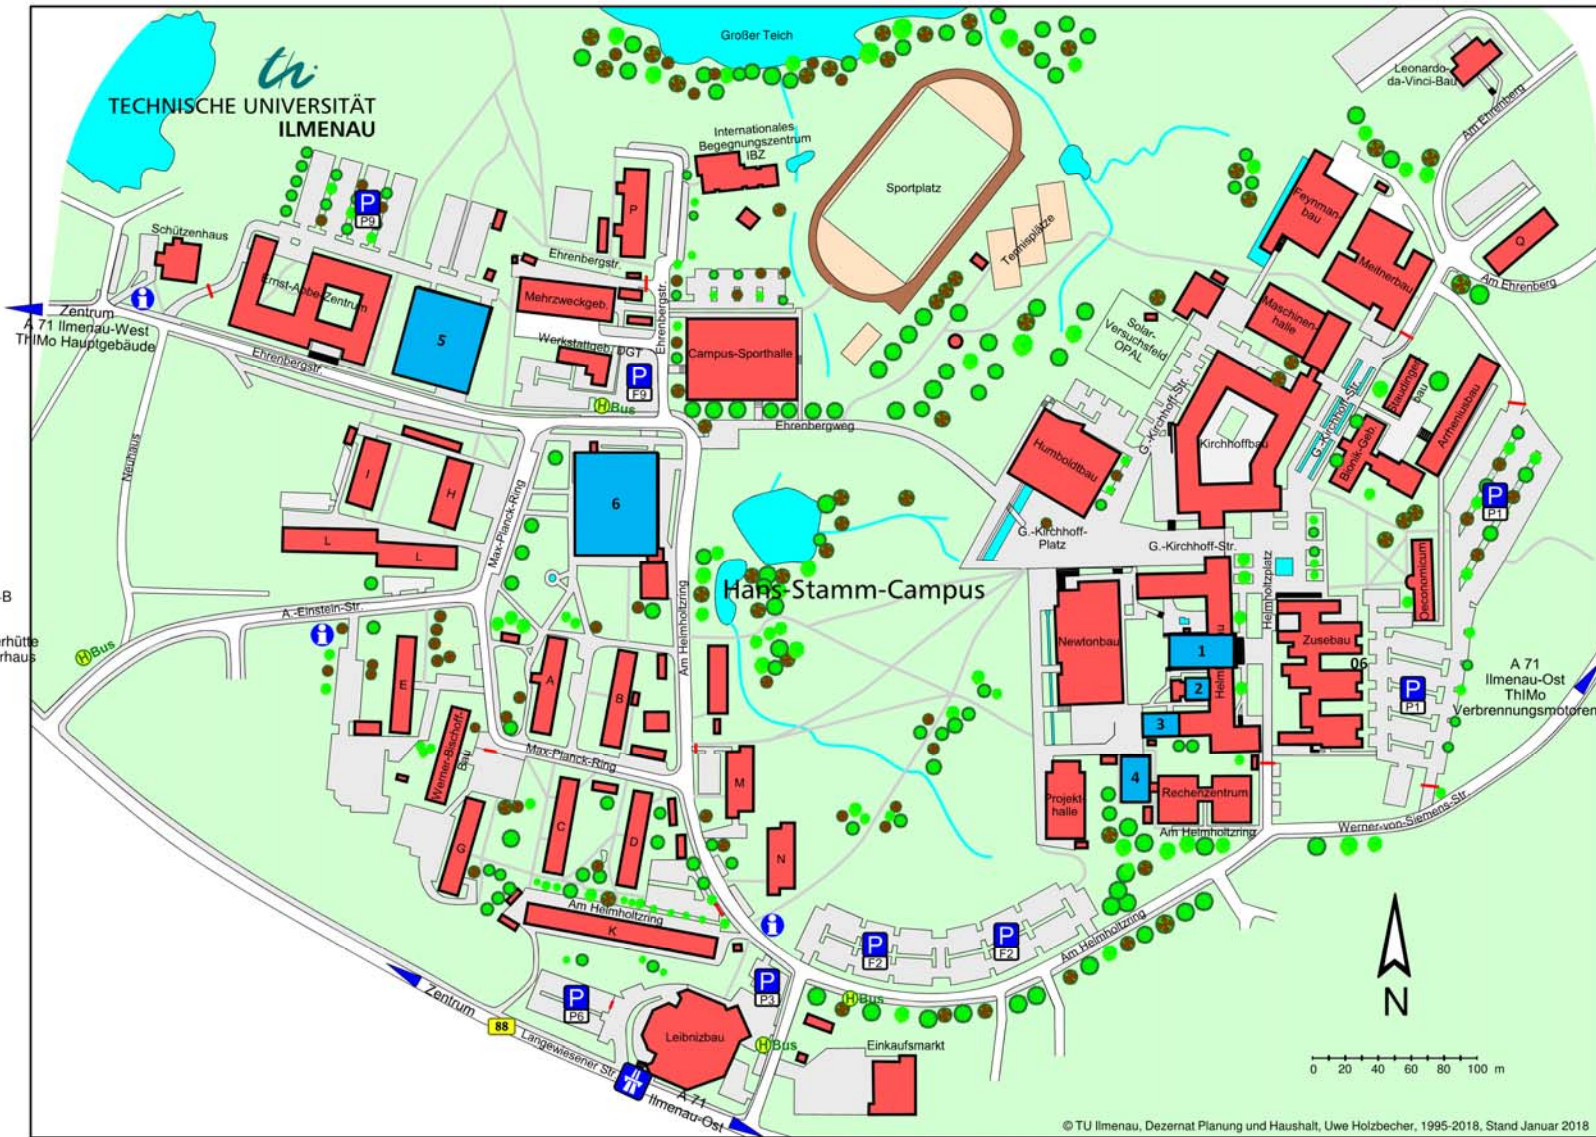 Großer Teich
TECHNISCHE UNIVERSITÄT
ILMENAU
Leonardo-
da-Vinci-Bau
Am Ehrenberg
Internationales
Begegnungszentrum
IBZ
Sportplatz
Tennisplätze
P
P9
P
Schützenhaus
Ehrenbergstr.
Feynman-
bau
Meitnerbau
Q
Am Ehrenberg
Ernst-Abbe-Zentrum
Mehrzweckgeb.
Maschinen-
halle
Zentrum
A 71 Ilmenau-West
ThIMo Hauptgebäude
5
Ehrenbergstr.
Werkstattgeb. DGT
Campus-Sporthalle
Solar-
Versuchsfeld
OPAL
Ehrenbergstr.
P
F9
H Bus
Ehrenbergweg
G.-Kirchhoff-Str.
G.-Kirchhoff-Str.
Staudinger
bau
Arrheniusbau
Bionik-Geb.
Kirchhoffbau
Humboldtbau
Neuhaus
I
H
L
L
Max-Planck-Ring
6
P
P1
G.-Kirchhoff-
Platz
G.-Kirchhoff-Str.
Helmholtzplatz
Oeconomicum
Hans-Stamm-Campus
-B
A.-Einstein-Str.
Am Helmholtzring
erhütte
rhaus
H Bus
Newtonbau
1
2
3
4
Helm
u
Zusebau
06
P
P1
A 71
Ilmenau-Ost
ThIMo
Verbrennungsmotoren
E
A
B
Werner-Bischoff-
Bau
Max-Planck-Ring
M
Projekt-
halle
Rechenzentrum
Am Helmholtzring
Werner-von-Siemens-Str.
G
C
D
N
Am Helmholtzring
K
P
F2
P
F2
Am Helmholtzring
Zentrum
88
Langewiesener Str.
P
P6
P
P3
H Bus
H Bus
Leibnizbau
Einkaufsmarkt
A 71
Ilmenau-Ost
N
0 20 40 60 80 100 m
© TU Ilmenau, Dezernat Planung und Haushalt, Uwe Holzbecher, 1995-2018, Stand Januar 2018